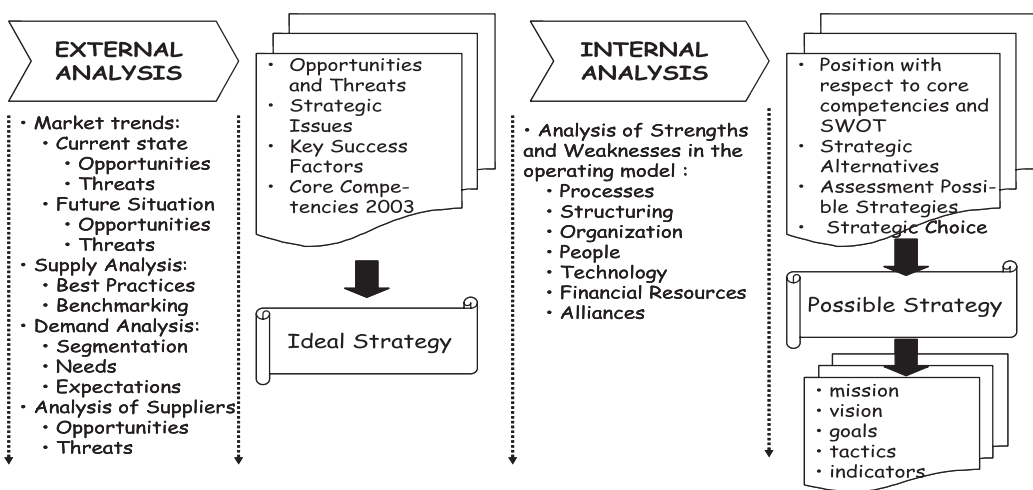 EXTERNAL
ANALYSIS
• Market trends:
• Current state
• Opportunities
• Threats
• Future Situation
• Opportunities
• Threats
• Supply Analysis:
• Best Practices
• Benchmarking
• Demand Analysis:
• Segmentation
• Needs
• Expectations
• Analysis of Suppliers
• Opportunities
• Threats
• Opportunities
and Threats
• Strategic
Issues
• Key Success
Factors
• Core Compe-
tencies 2003
Ideal Strategy
INTERNAL
ANALYSIS
• Analysis of Strengths
and Weaknesses in the
operating model :
• Processes
• Structuring
• Organization
• People
• Technology
• Financial Resources
• Alliances
• Position with
respect to core
competencies and
SWOT
• Strategic
Alternatives
• Assessment Possi-
ble Strategies
• Strategic Choice
Possible Strategy
• mission
• vision
• goals
• tactics
• indicators